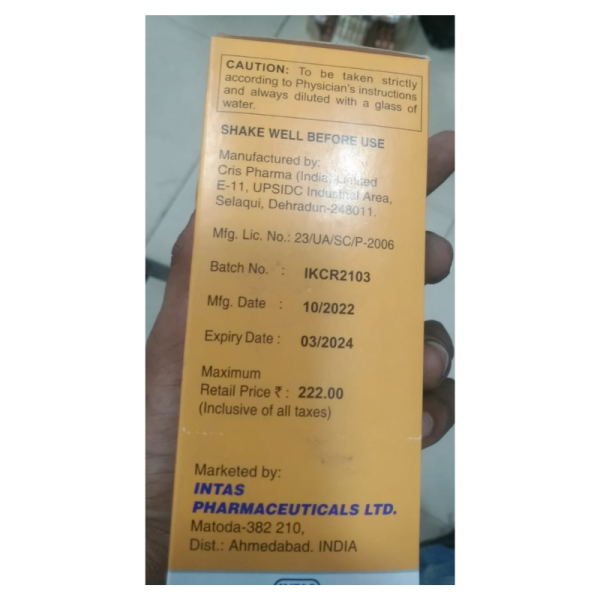 CAUTION: To be taken strictly
according to Physician's instructions
and always diluted with a glass of
water.
SHAKE WELL BEFORE USE
Manufactured by:
Cris Pharma (India) Limited
E-11, UPSIDC Industrial Area,
Selaqui, Dehradun-248011.
Mfg. Lic. No.: 23/UA/SC/P-2006
Batch No. : IKCR2103
Mfg. Date : 10/2022
Expiry Date : 03/2024
Maximum
Retail Price ₹ : 222.00
(Inclusive of all taxes)
Marketed by:
INTAS
PHARMACEUTICALS LTD.
Matoda-382 210,
Dist.: Ahmedabad. INDIA
INTAS